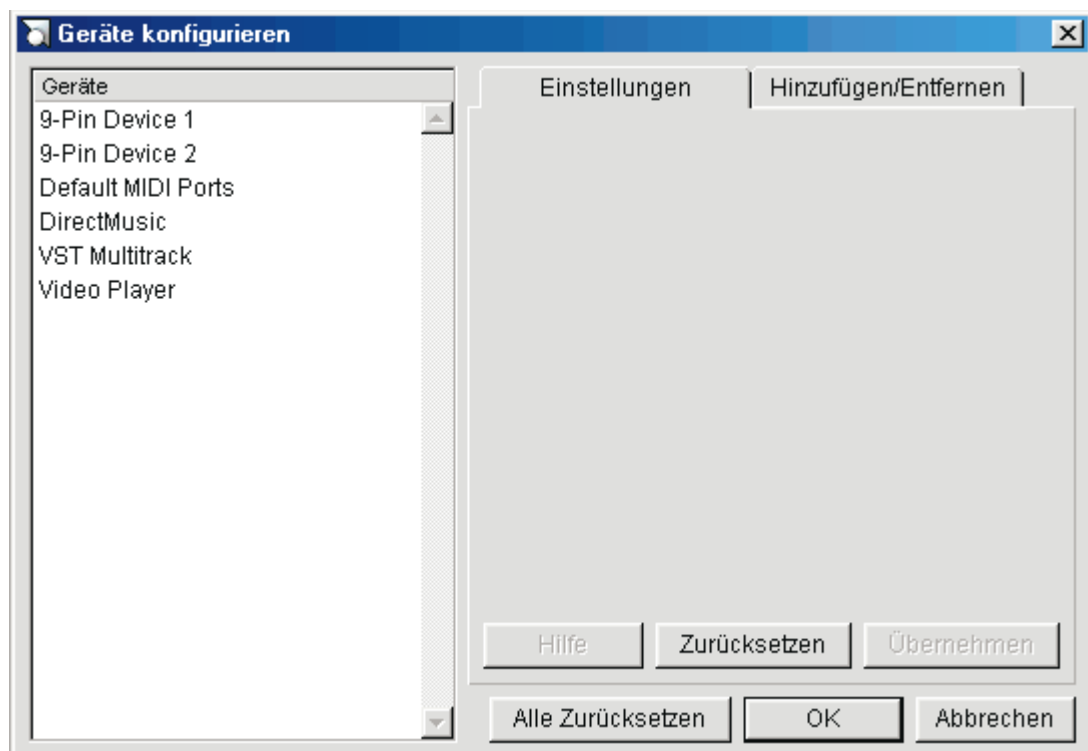 Geräte konfigurieren
Geräte
9-Pin Device 1
9-Pin Device 2
Default MIDI Ports
DirectMusic
VST Multitrack
Video Player
Einstellungen
Hinzufügen/Entfernen
Hilfe
Zurücksetzen
Übernehmen
Alle Zurücksetzen
OK
Abbrechen